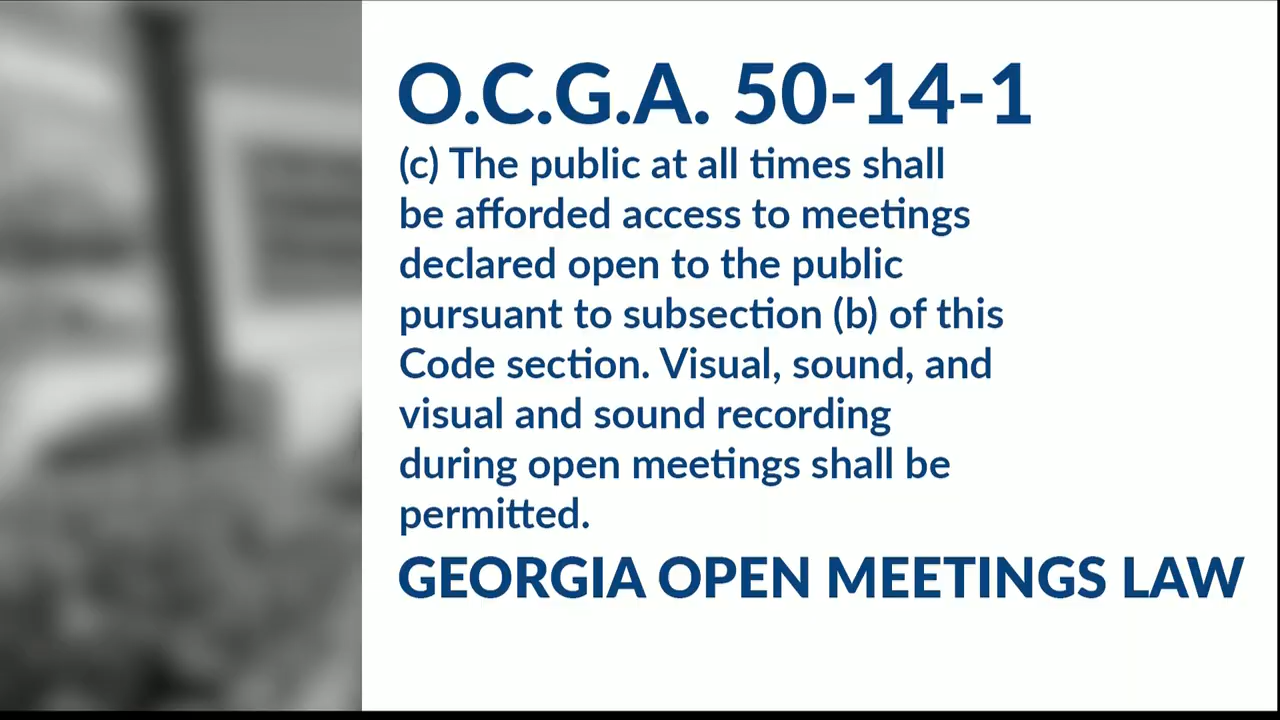 O.C.G.A. 50-14-1
(c) The public at all times shall
be afforded access to meetings
declared open to the public
pursuant to subsection (b) of this
Code section. Visual, sound, and
visual and sound recording
during open meetings shall be
permitted.
GEORGIA OPEN MEETINGS LAW